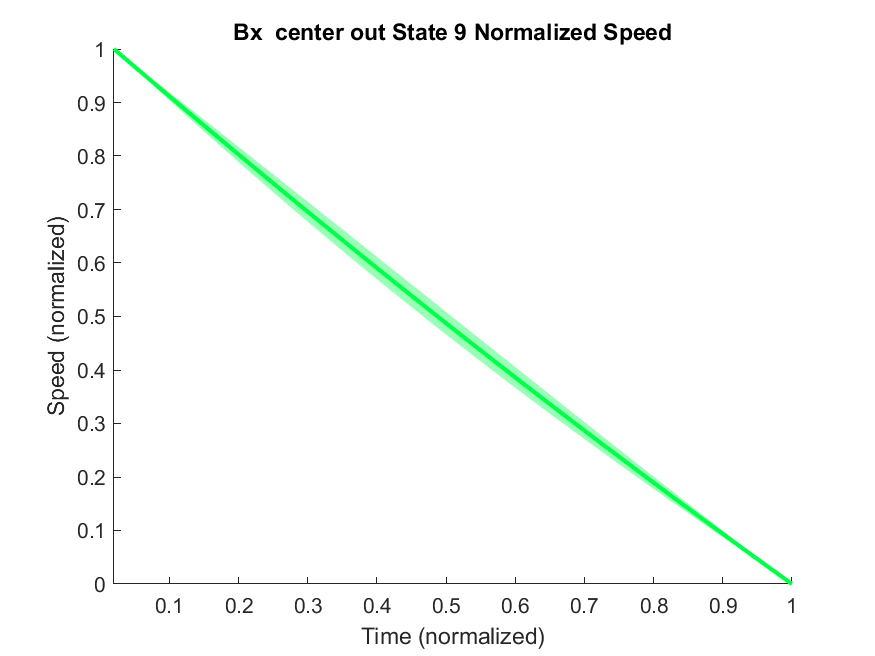 Bx  center out State 9 Normalized Speed
1
0.9
0.8
0.7
0.6
0.5
0.4
0.3
0.2
0.1
0
Speed (normalized)
0.1 0.2 0.3 0.4 0.5 0.6 0.7 0.8 0.9 1
Time (normalized)